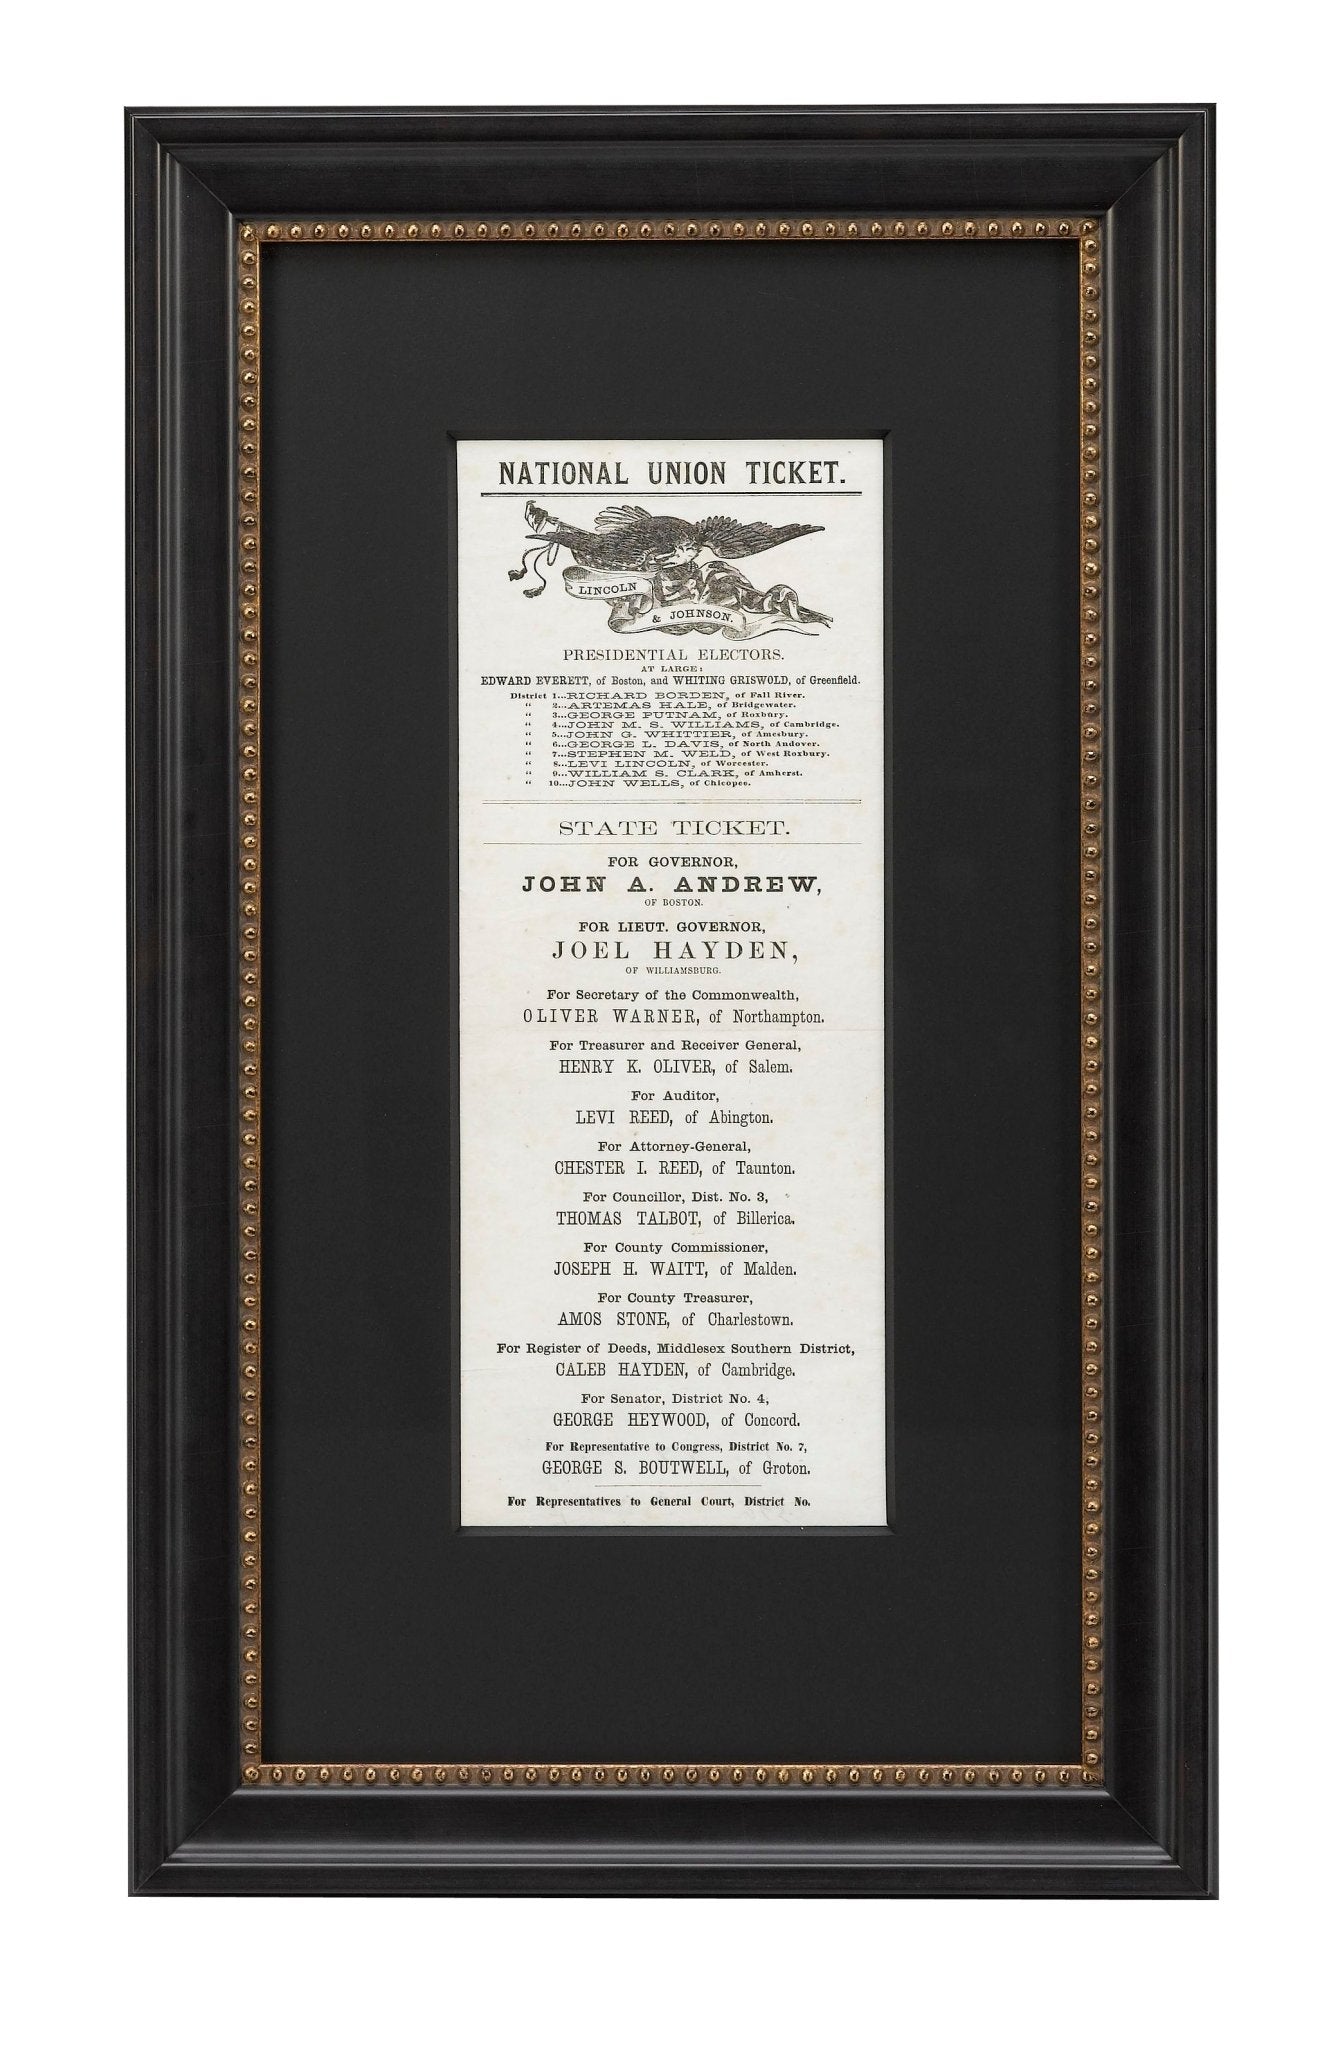 NATIONAL UNION TICKET.
LINCOLN
& JOHNSON.
PRESIDENTIAL ELECTORS.
AT LARGE:
EDWARD EVERETT, of Boston, and WHITING GRISWOLD, of Greenfield.
District 1...RICHARD BORDEN, of Fall River.
" 2...ARTEMAS HALE, of Bridgewater.
" 3...GEORGE PUTNAM, of Roxbury.
" 4...JOHN M. S. WILLIAMS, of Cambridge.
" 5...JOHN G. WHITTIER, of Amesbury.
" 6...GEORGE L. DAVIS, of North Andover.
" 7...STEPHEN M. WELD, of West Roxbury.
" 8...LEVI LINCOLN, of Worcester.
" 9...WILLIAM S. CLARK, of Amherst.
" 10...JOHN WELLS, of Chicopee.
STATE TICKET.
FOR GOVERNOR,
JOHN A. ANDREW,
OF BOSTON.
FOR LIEUT. GOVERNOR,
JOEL HAYDEN,
OF WILLIAMSBURG.
For Secretary of the Commonwealth,
OLIVER WARNER, of Northampton.
For Treasurer and Receiver General,
HENRY K. OLIVER, of Salem.
For Auditor,
LEVI REED, of Abington.
For Attorney-General,
CHESTER I. REED, of Taunton.
For Councillor, Dist. No. 3,
THOMAS TALBOT, of Billerica.
For County Commissioner,
JOSEPH H. WAITT, of Malden.
For County Treasurer,
AMOS STONE, of Charlestown.
For Register of Deeds, Middlesex Southern District,
CALEB HAYDEN, of Cambridge.
For Senator, District No. 4,
GEORGE HEYWOOD, of Concord.
For Representative to Congress, District No. 7,
GEORGE S. BOUTWELL, of Groton.
For Representatives to General Court, District No.